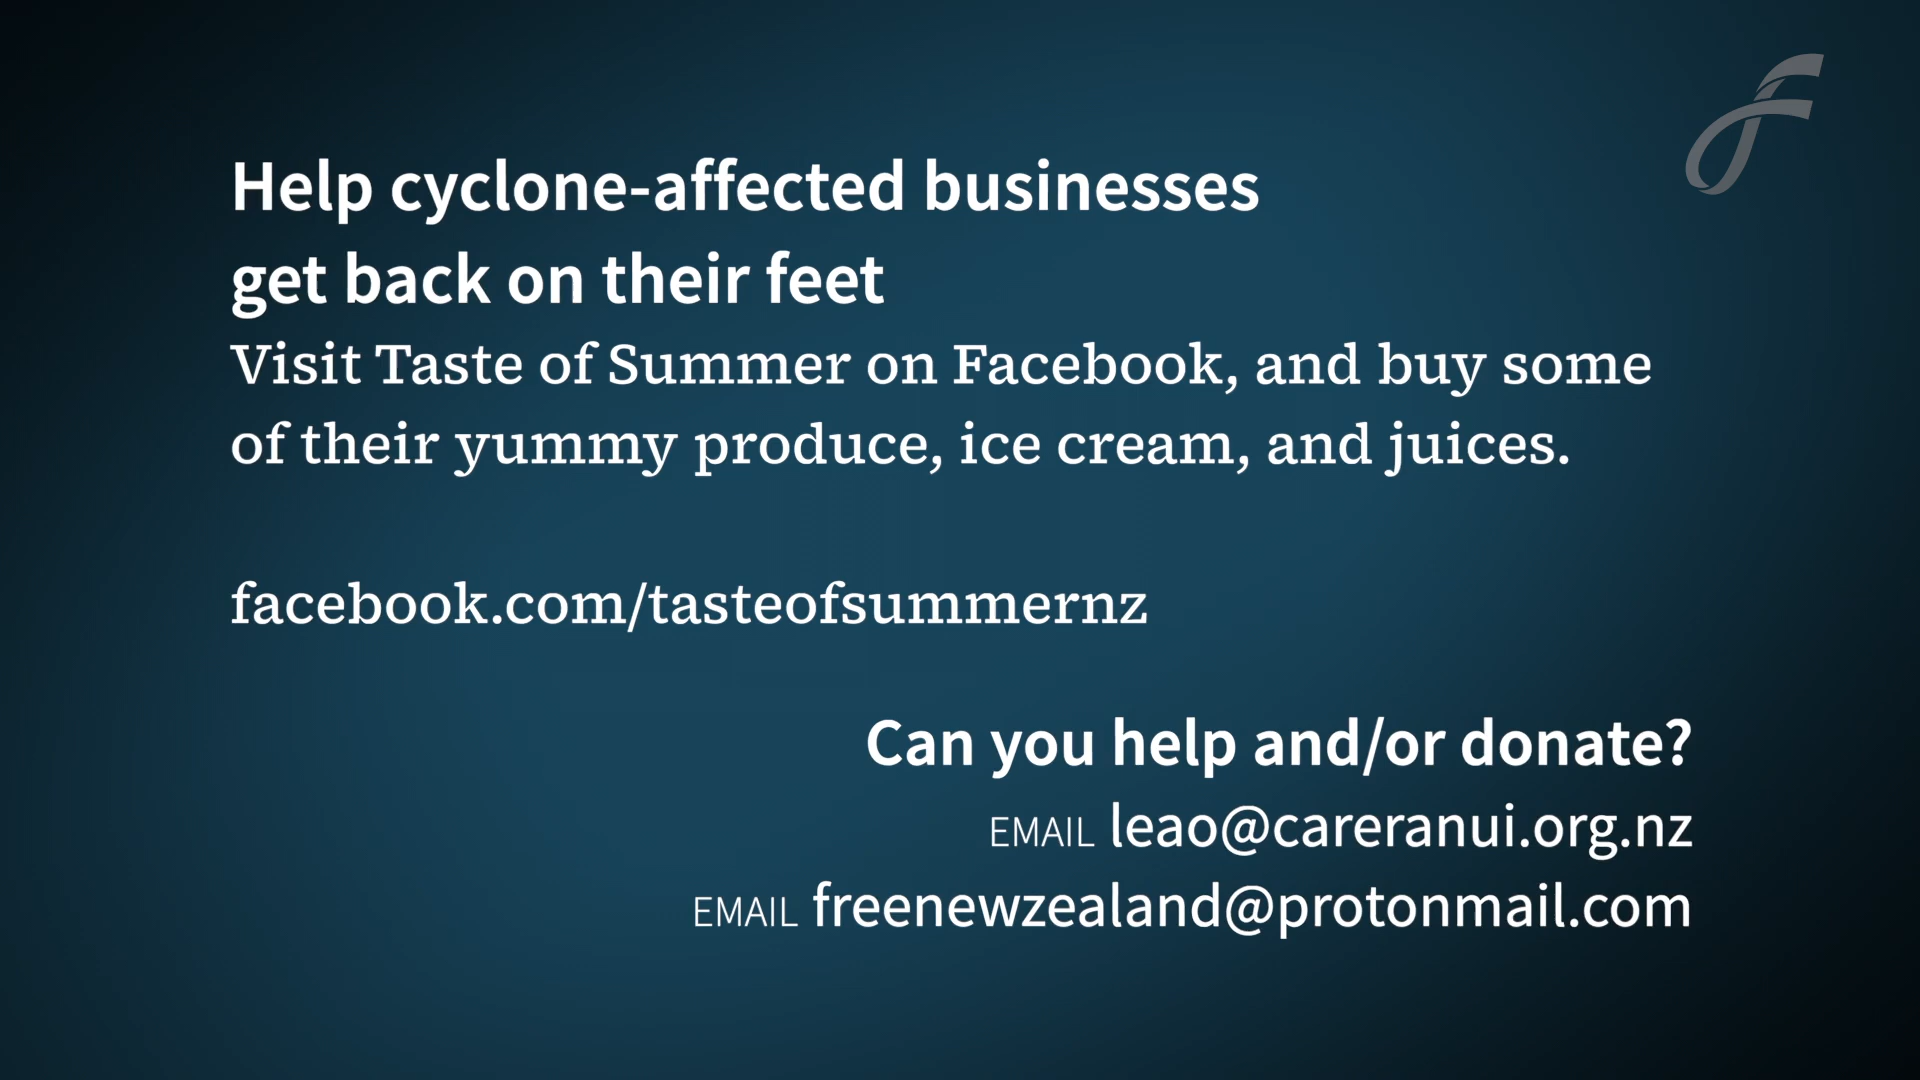 Help cyclone-affected businesses
get back on their feet
Visit Taste of Summer on Facebook, and buy some
of their yummy produce, ice cream, and juices.
facebook.com/tasteofsummernz
Can you help and/or donate?
EMAIL leao@careranui.org.nz
EMAIL freenewzealand@protonmail.com